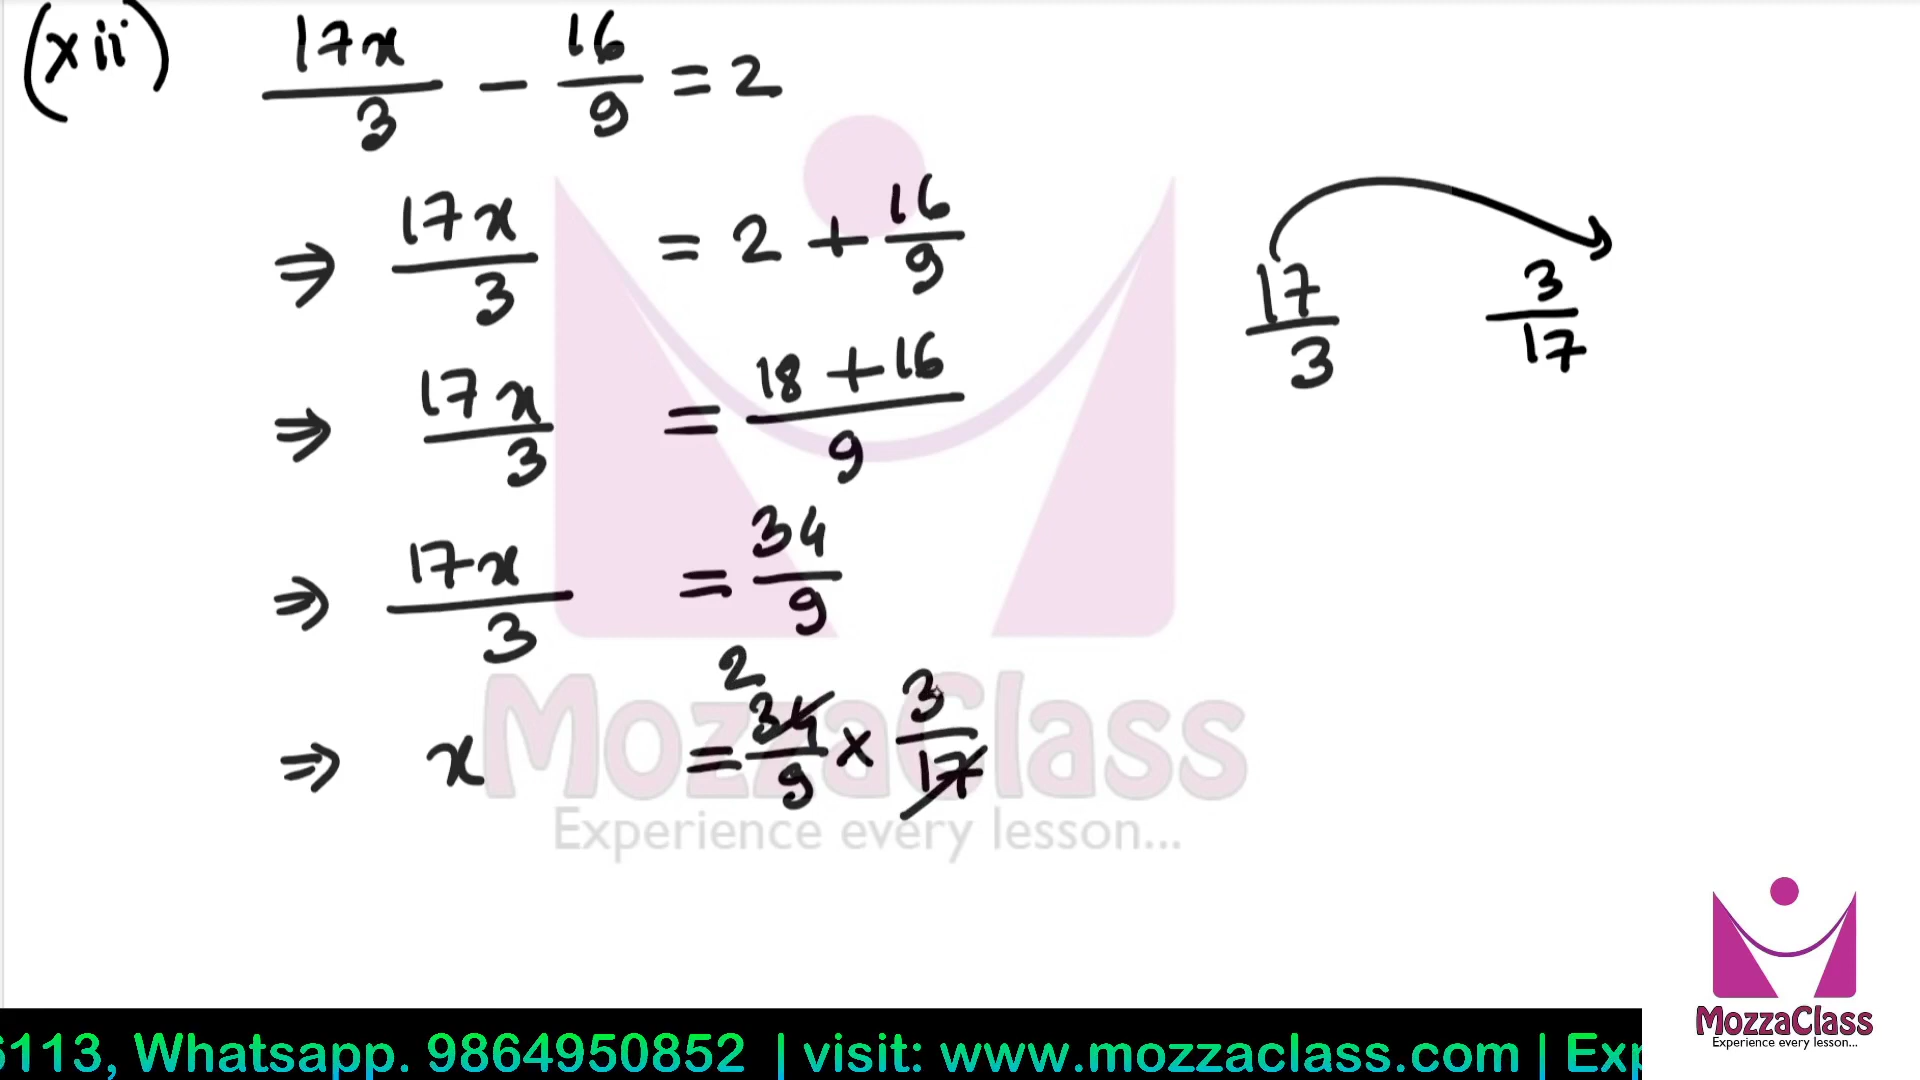 (xii) 17x/3 - 16/9 = 2
⇒ 17x/3 = 2 + 16/9
17/3 3/17
⇒ 17x/3 = 18 + 16/9
⇒ 17x/3 = 34/9
2
⇒ x = 34/9 × 3/17
MozzaClass
Experience every lesson...
MozzaClass
Experience every lesson...
6113, Whatsapp. 9864950852 | visit: www.mozzaclass.com | Exp